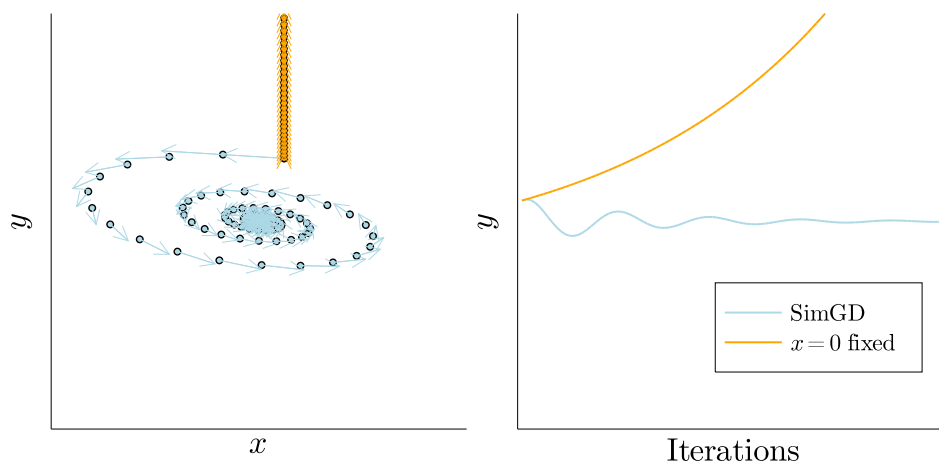 y
x
y
SimGD
x = 0 fixed
Iterations